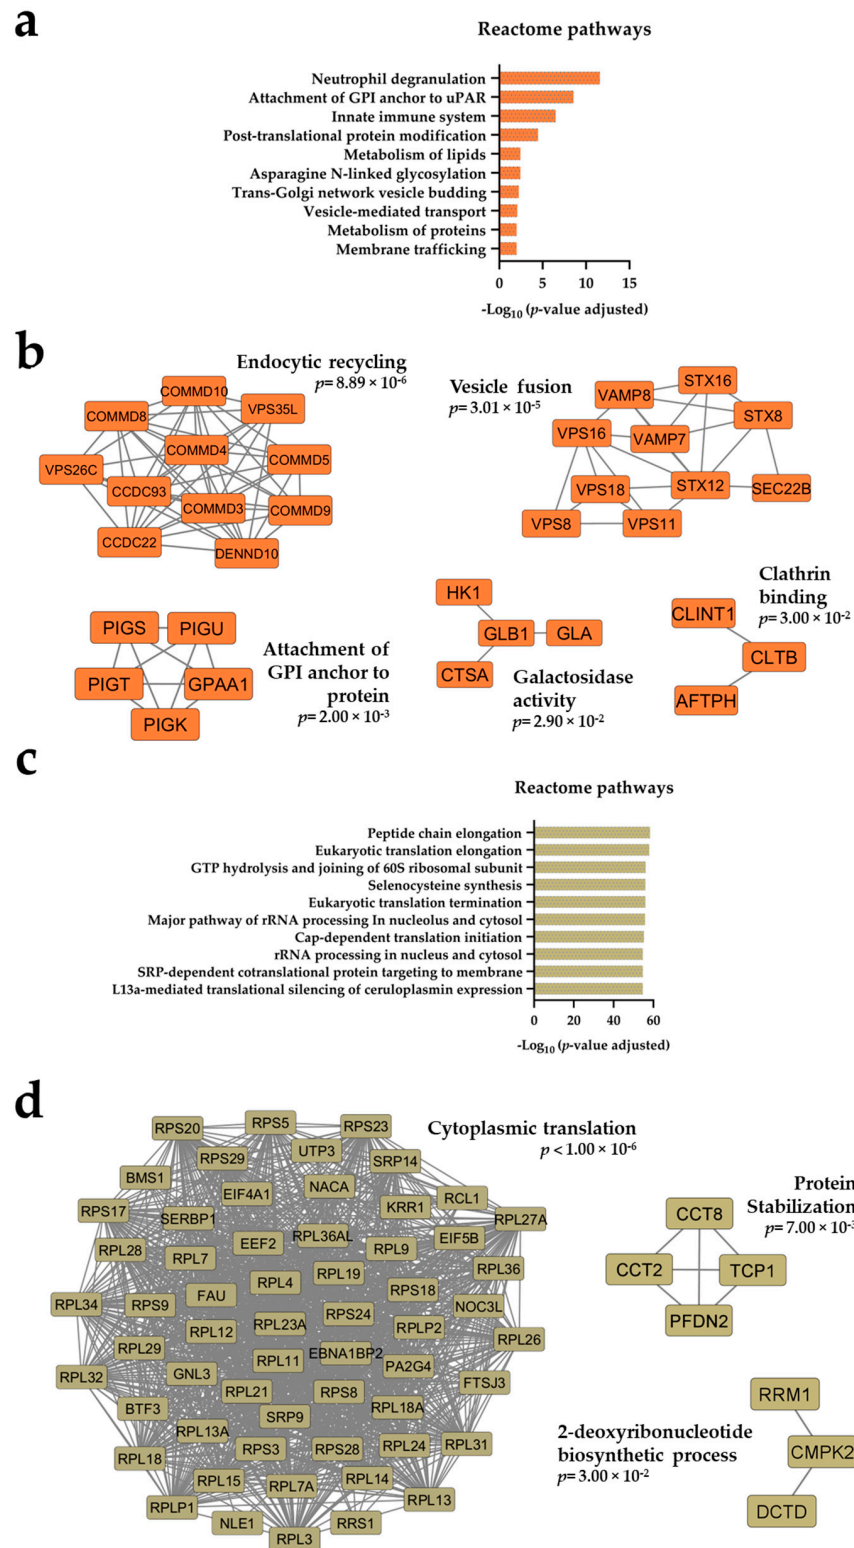 a
Reactome pathways
Neutrophil degranulation
Attachment of GPI anchor to uPAR
Innate immune system
Post-translational protein modification
Metabolism of lipids
Asparagine N-linked glycosylation
Trans-Golgi network vesicle budding
Vesicle-mediated transport
Metabolism of proteins
Membrane trafficking
0 5 10 15
-Log10 (p-value adjusted)
b
Endocytic recycling
p= 8.89 × 10-6
COMMD10
COMMD8
VPS35L
COMMD4
VPS26C
COMMD5
CCDC93
COMMD3
COMMD9
CCDC22
DENND10
Vesicle fusion
p= 3.01 × 10-5
STX16
VAMP8
STX8
VPS16
VAMP7
VPS18
STX12
SEC22B
VPS8
VPS11
PIGS
PIGU
PIGT
GPAA1
PIGK
Attachment of
GPI anchor to
protein
p= 2.00 × 10-3
HK1
GLB1
GLA
CTSA
Galactosidase
activity
p= 2.90 × 10-2
Clathrin
binding
p= 3.00 × 10-2
CLINT1
CLTB
AFTPH
c
Reactome pathways
Peptide chain elongation
Eukaryotic translation elongation
GTP hydrolysis and joining of 60S ribosomal subunit
Selenocysteine synthesis
Eukaryotic translation termination
Major pathway of rRNA processing In nucleolus and cytosol
Cap-dependent translation initiation
rRNA processing in nucleus and cytosol
SRP-dependent cotranslational protein targeting to membrane
L13a-mediated translational silencing of ceruloplasmin expression
0 20 40 60
-Log10 (p-value adjusted)
d
Cytoplasmic translation
p < 1.00 × 10-6
RPS20
RPS5
RPS23
RPS29
UTP3
SRP14
BMS1
EIF4A1
NACA
KRR1
RCL1
RPS17
SERBP1
RPL27A
RPL28
RPL7
EEF2
RPL36AL
RPL9
EIF5B
RPL4
RPL19
RPL36
RPL34
RPS9
FAU
RPS18
NOC3L
RPL12
RPL23A
RPS24
RPLP2
RPL26
RPL29
RPL11
EBNA1BP2
PA2G4
RPL32
GNL3
RPL21
RPS8
FTSJ3
BTF3
SRP9
RPL18A
RPL13A
RPL18
RPS3
RPS28
RPL24
RPL31
RPL15
RPL7A
RPL14
RPLP1
RPL13
NLE1
RPL3
RRS1
Protein
Stabilization
p= 7.00 × 10-3
CCT8
CCT2
TCP1
PFDN2
2-deoxyribonucleotide
biosynthetic process
p= 3.00 × 10-2
RRM1
CMPK2
DCTD